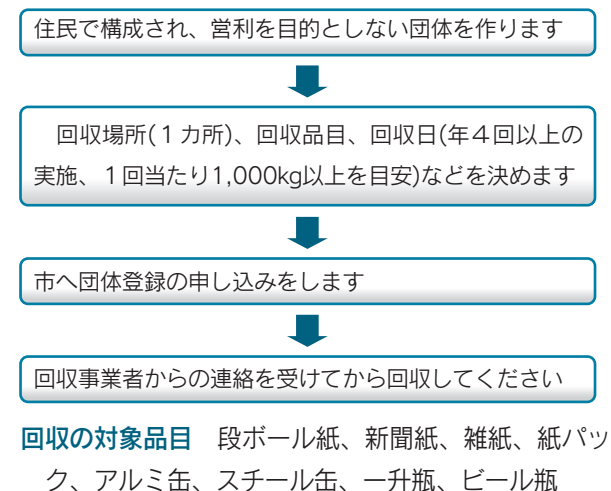 住民で構成され、営利を目的としない団体を作ります
回収場所(１カ所)、回収品目、回収日(年４回以上の
実施、１回当たり1,000kg以上を目安)などを決めます
市へ団体登録の申し込みをします
回収事業者からの連絡を受けてから回収してください
回収の対象品目　段ボール紙、新聞紙、雑紙、紙パッ
ク、アルミ缶、スチール缶、一升瓶、ビール瓶